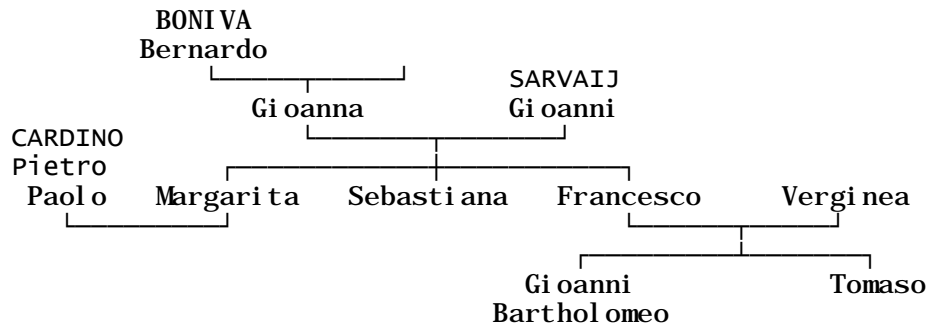 BONIVA
Bernardo
SARVAIJ
Gioanna Gioanni
CARDINO
Pietro
Paolo Margarita Sebastiana Francesco Verginea
Gioanni Tomaso
Bartholomeo